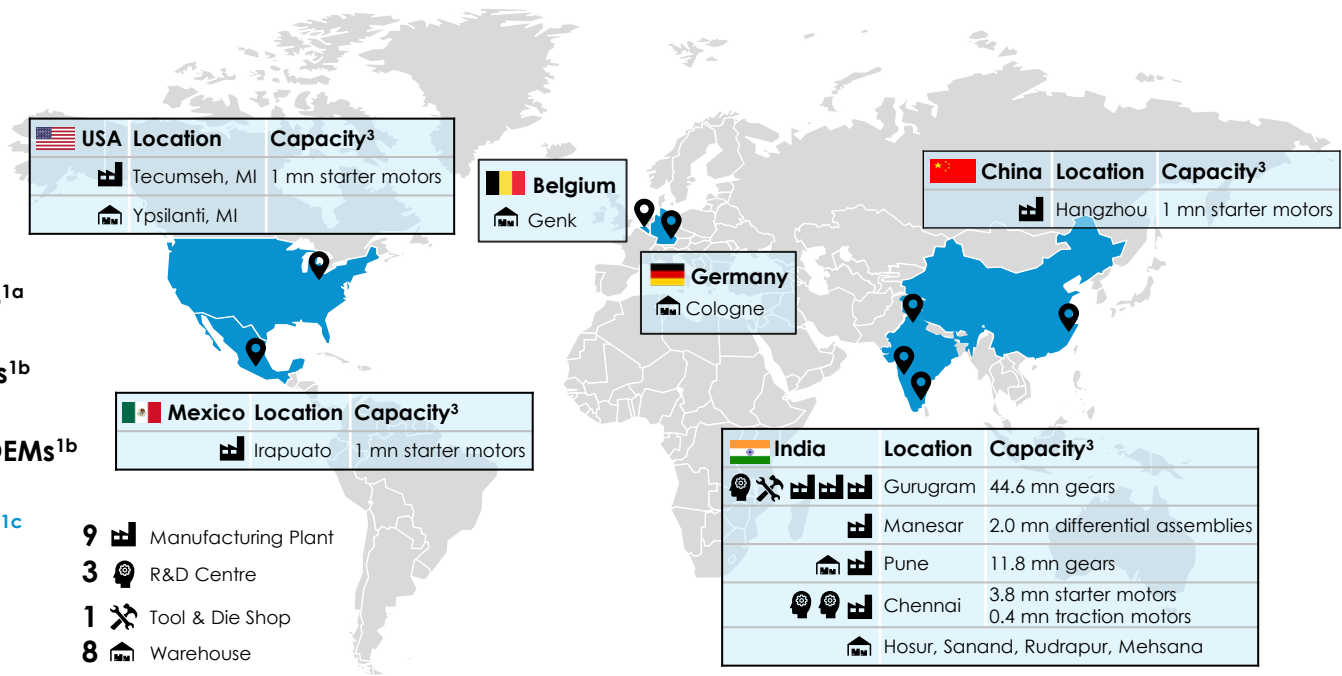 USA Location Capacity³
Tecumseh, MI 1 mn starter motors
Ypsilanti, MI
Belgium
Genk
China Location Capacity³
Hangzhou 1 mn starter motors
Germany
Cologne
1a
s1b
Mexico Location Capacity³
Irapuato 1 mn starter motors
OEMs1b
1c
India Location Capacity³
Gurugram 44.6 mn gears
Manesar 2.0 mn differential assemblies
Pune 11.8 mn gears
Chennai 3.8 mn starter motors
0.4 mn traction motors
Hosur, Sanand, Rudrapur, Mehsana
9 Manufacturing Plant
3 R&D Centre
1 Tool & Die Shop
8 Warehouse